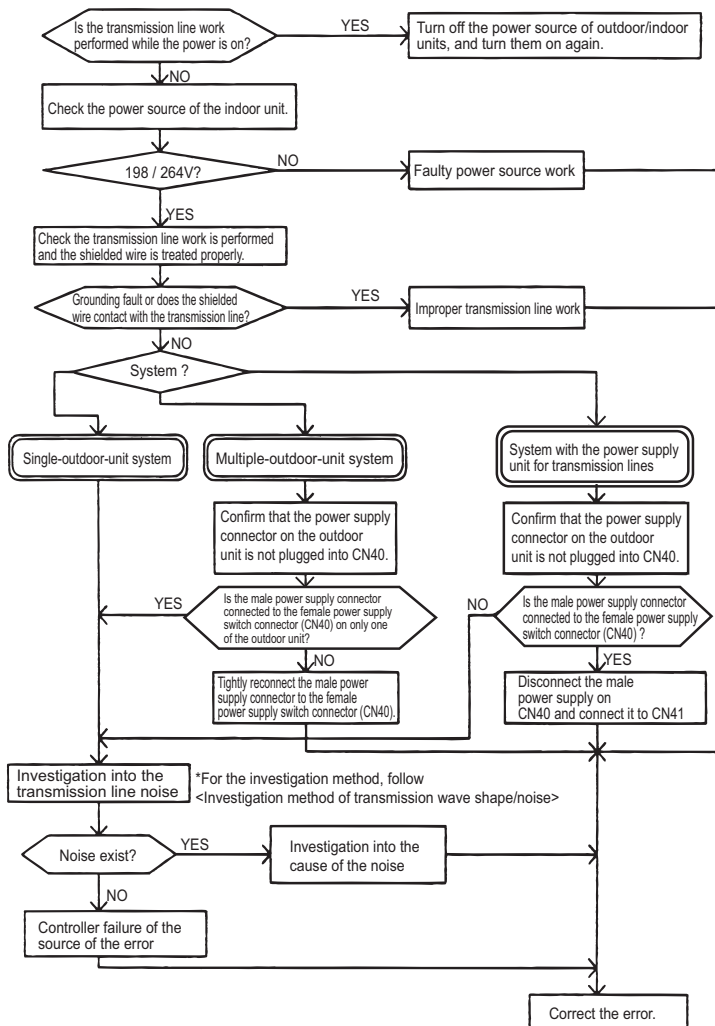 Is the transmission line work
performed while the power is on?
YES
Turn off the power source of outdoor/indoor
units, and turn them on again.
NO
Check the power source of the indoor unit.
198 / 264V?
NO
Faulty power source work
YES
Check the transmission line work is performed
and the shielded wire is treated properly.
Grounding fault or does the shielded
wire contact with the transmission line?
YES
Improper transmission line work
NO
System ?
Single-outdoor-unit system
Multiple-outdoor-unit system
System with the power supply
unit for transmission lines
Confirm that the power supply
connector on the outdoor
unit is not plugged into CN40.
Confirm that the power supply
connector on the outdoor
unit is not plugged into CN40.
YES
Is the male power supply connector
connected to the female power supply
switch connector (CN40) on only one
of the outdoor unit?
NO
Is the male power supply connector
connected to the female power supply
switch connector (CN40) ?
NO
YES
Tightly reconnect the male power
supply connector to the female
power supply switch connector (CN40).
Disconnect the male
power supply on
CN40 and connect it to CN41
Investigation into the
transmission line noise
*For the investigation method, follow
<Investigation method of transmission wave shape/noise>
Noise exist?
YES
Investigation into the
cause of the noise
NO
Controller failure of the
source of the error
Correct the error.